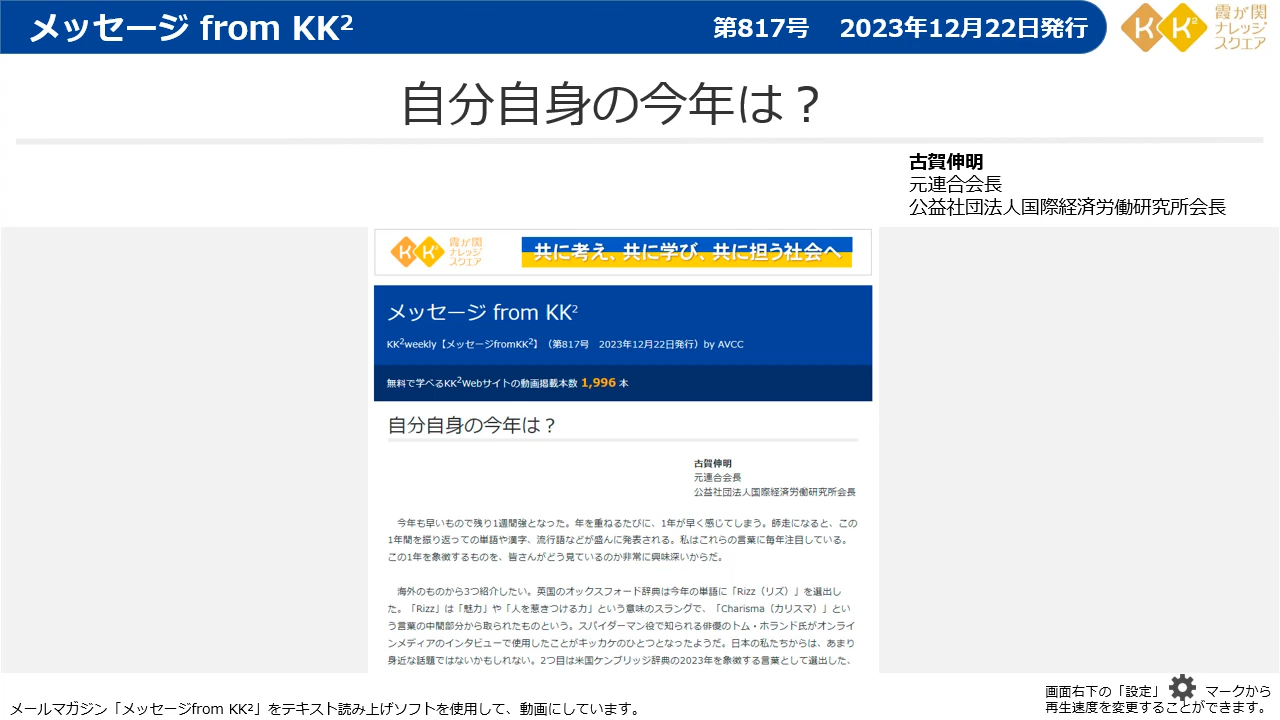 メッセージ from KK²
第817号　2023年12月22日発行
KK²
霞が関
ナレッジ
スクエア
自分自身の今年は？
古賀伸明
元連合会長
公益社団法人国際経済労働研究所会長
KK²
霞が関
ナレッジ
スクエア
共に考え、共に学び、共に担う社会へ
メッセージ from KK²
KK²weekly【メッセージfromKK²】（第817号　2023年12月22日発行）by AVCC
無料で学べるKK²Webサイトの動画掲載本数 1,996 本
自分自身の今年は？
古賀伸明
元連合会長
公益社団法人国際経済労働研究所会長
今年も早いもので残り1週間強となった。年を重ねるたびに、1年が早く感じてしまう。師走になると、この
1年間を振り返っての単語や漢字、流行語などが盛んに発表される。私はこれらの言葉に毎年注目している。
この1年を象徴するものを、皆さんがどう見ているのか非常に興味深いからだ。
海外のものから3つ紹介したい。英国のオックスフォード辞典は今年の単語に「Rizz（リズ）」を選出し
た。「Rizz」は「魅力」や「人を惹きつける力」という意味のスラングで、「Charisma（カリスマ）」とい
う言葉の中間部分から取られたものという。スパイダーマン役で知られる俳優のトム・ホランド氏がオンライ
ンメディアのインタビューで使用したことがキッカケのひとつとなったようだ。日本の私たちからは、あまり
身近な話題ではないかもしれない。2つ目は米国ケンブリッジ辞典の2023年を象徴する言葉として選出した、
メールマガジン「メッセージfrom KK²」をテキスト読み上げソフトを使用して、動画にしています。
画面右下の「設定」 マークから
再生速度を変更することができます。